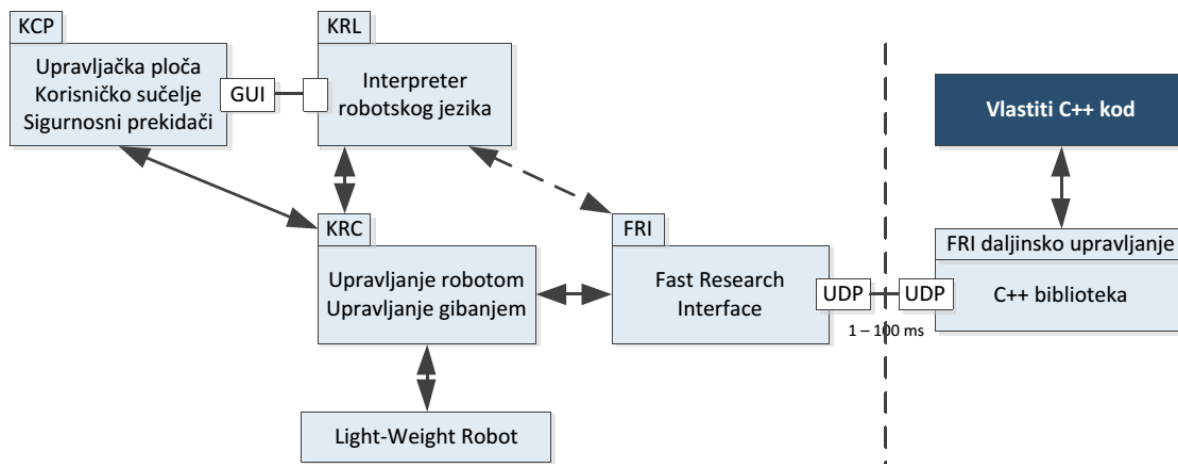 KCP
Upravljačka ploča
Korisničko sučelje
Sigurnosni prekidači
GUI
KRL
Interpreter
robotskog jezika
Vlastiti C++ kod
KRC
Upravljanje robotom
Upravljanje gibanjem
FRI
Fast Research
Interface
UDP
UDP
1 – 100 ms
FRI daljinsko upravljanje
C++ biblioteka
Light-Weight Robot